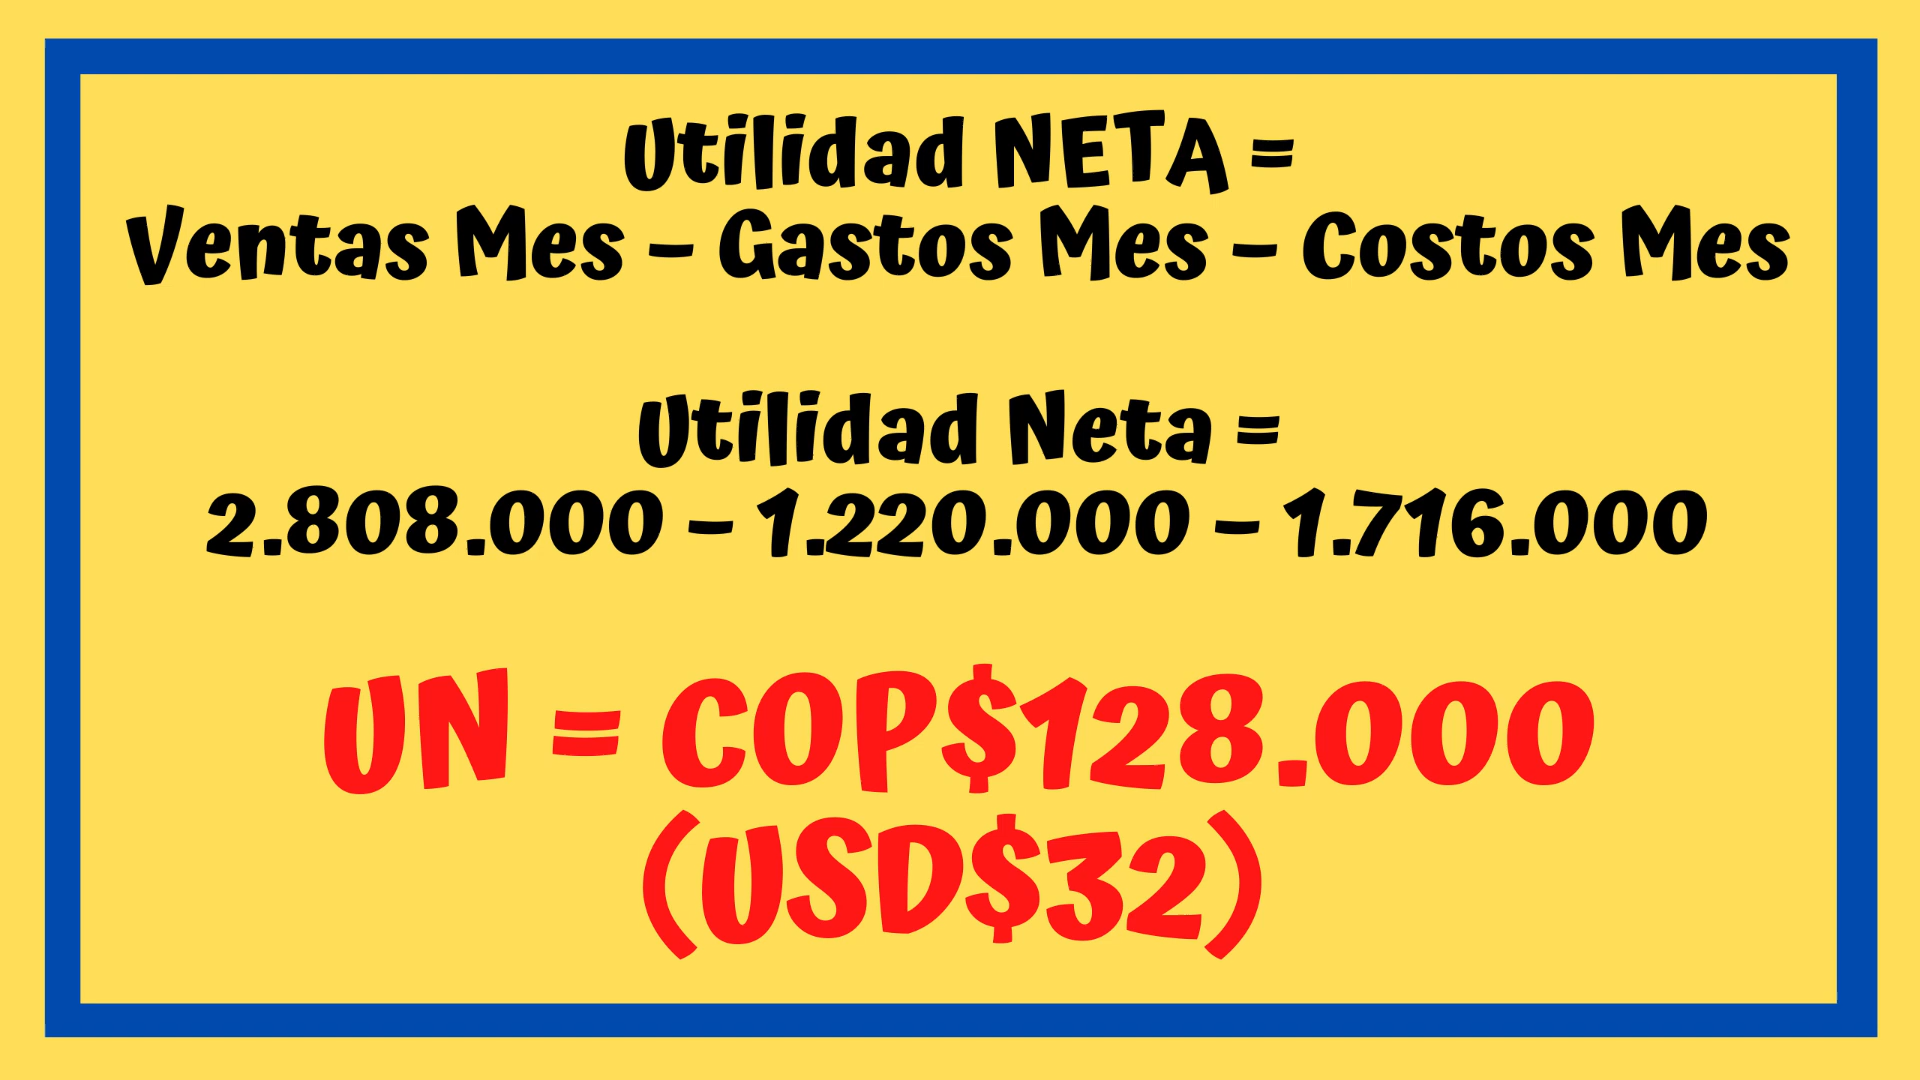 Utilidad NETA =
Ventas Mes – Gastos Mes – Costos Mes
Utilidad Neta =
2.808.000 – 1.220.000 – 1.716.000
UN = COP$128.000
(USD$32)